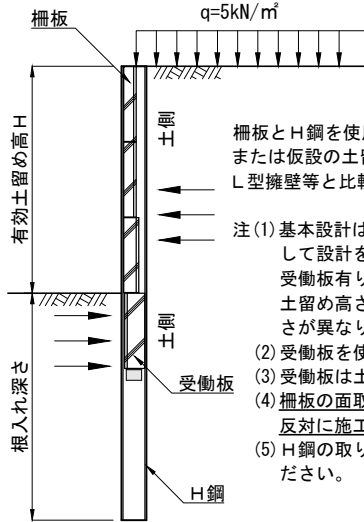 柵板
q=5kN/㎡
有効土留め高H
土側
柵板とH鋼を使
または仮設の土留
L型擁壁等と比較
注(1)基本設計は
して設計を
受働板有り
土留め高さ
さが異なり
(2)受働板を使
(3)受働板は土
(4)柵板の面取
反対に施工
(5)H鋼の取り
ださい。
根入れ深さ
土側
受働板
H鋼